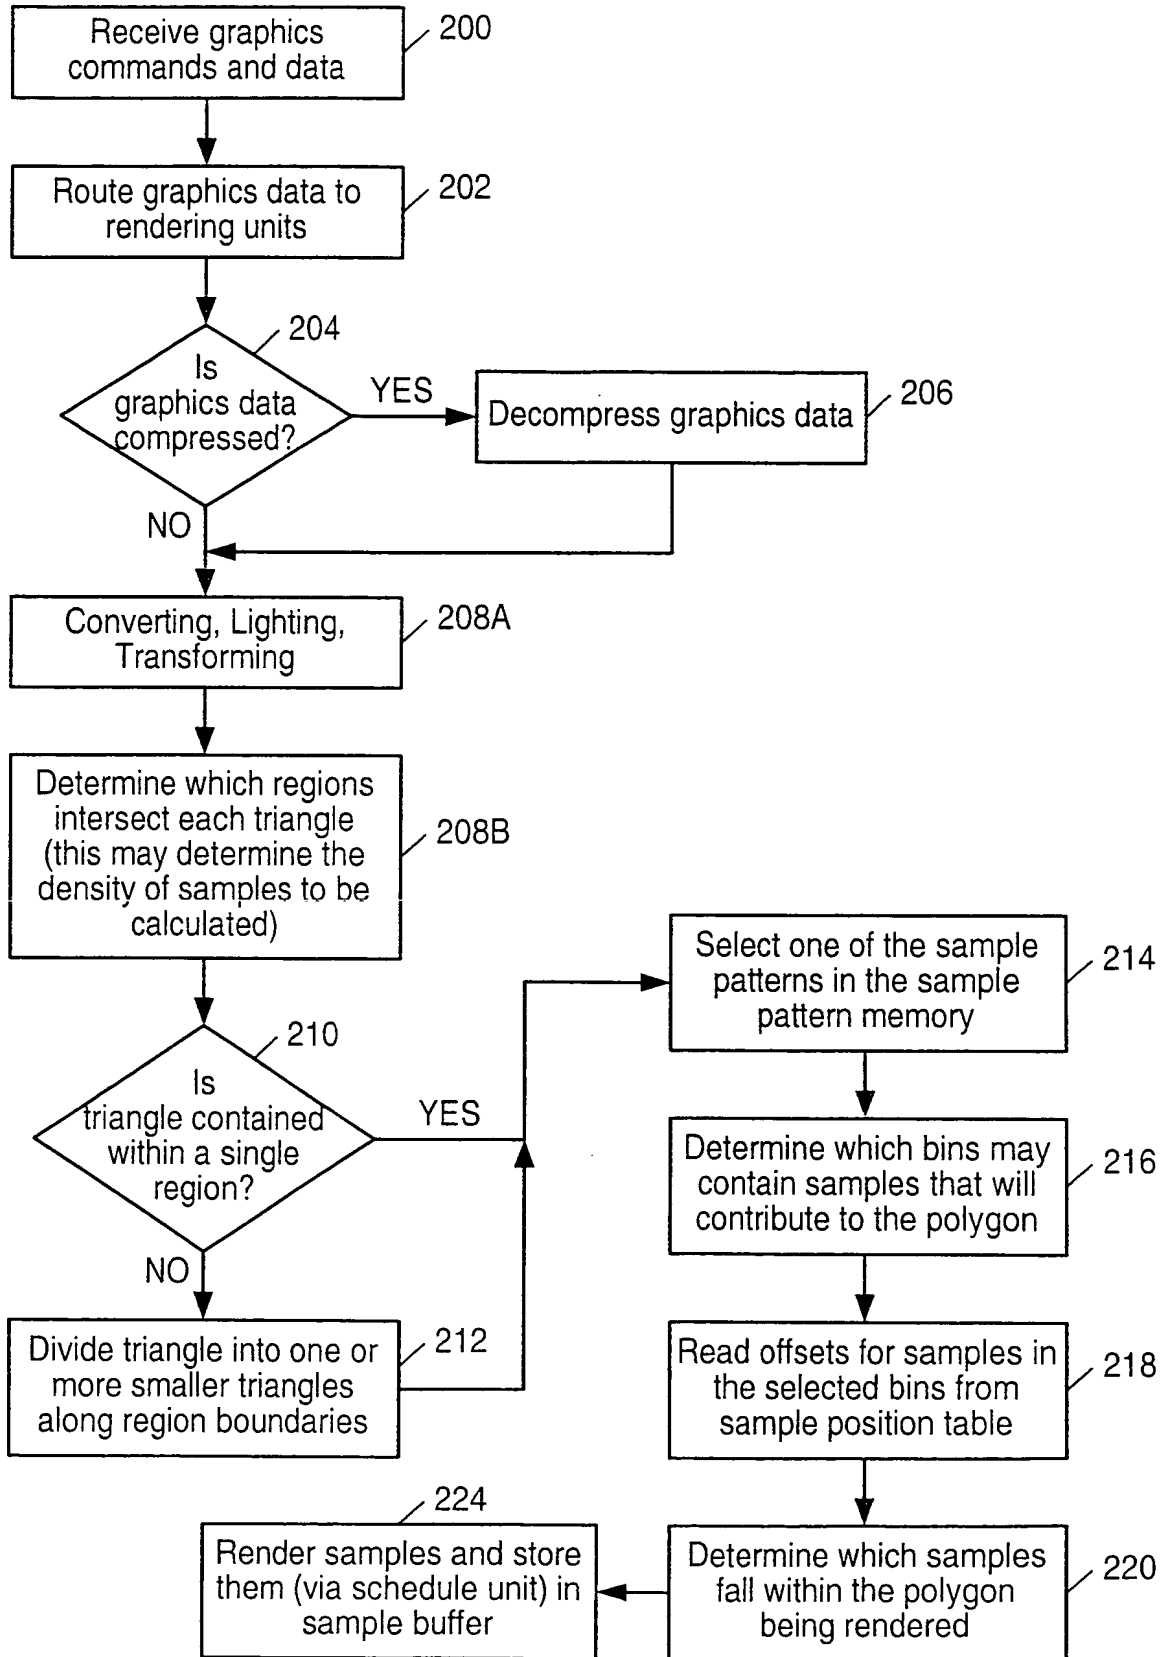 Receive graphics
commands and data
200
Route graphics data to
rendering units
202
204
Is
graphics data
compressed?
YES
Decompress graphics data
206
NO
Converting, Lighting,
Transforming
208A
Determine which regions
intersect each triangle
(this may determine the
density of samples to be
calculated)
208B
210
Is
triangle contained
within a single
region?
YES
NO
Divide triangle into one or
more smaller triangles
along region boundaries
212
Select one of the sample
patterns in the sample
pattern memory
214
Determine which bins may
contain samples that will
contribute to the polygon
216
Read offsets for samples in
the selected bins from
sample position table
218
Determine which samples
fall within the polygon
being rendered
220
224
Render samples and store
them (via schedule unit) in
sample buffer